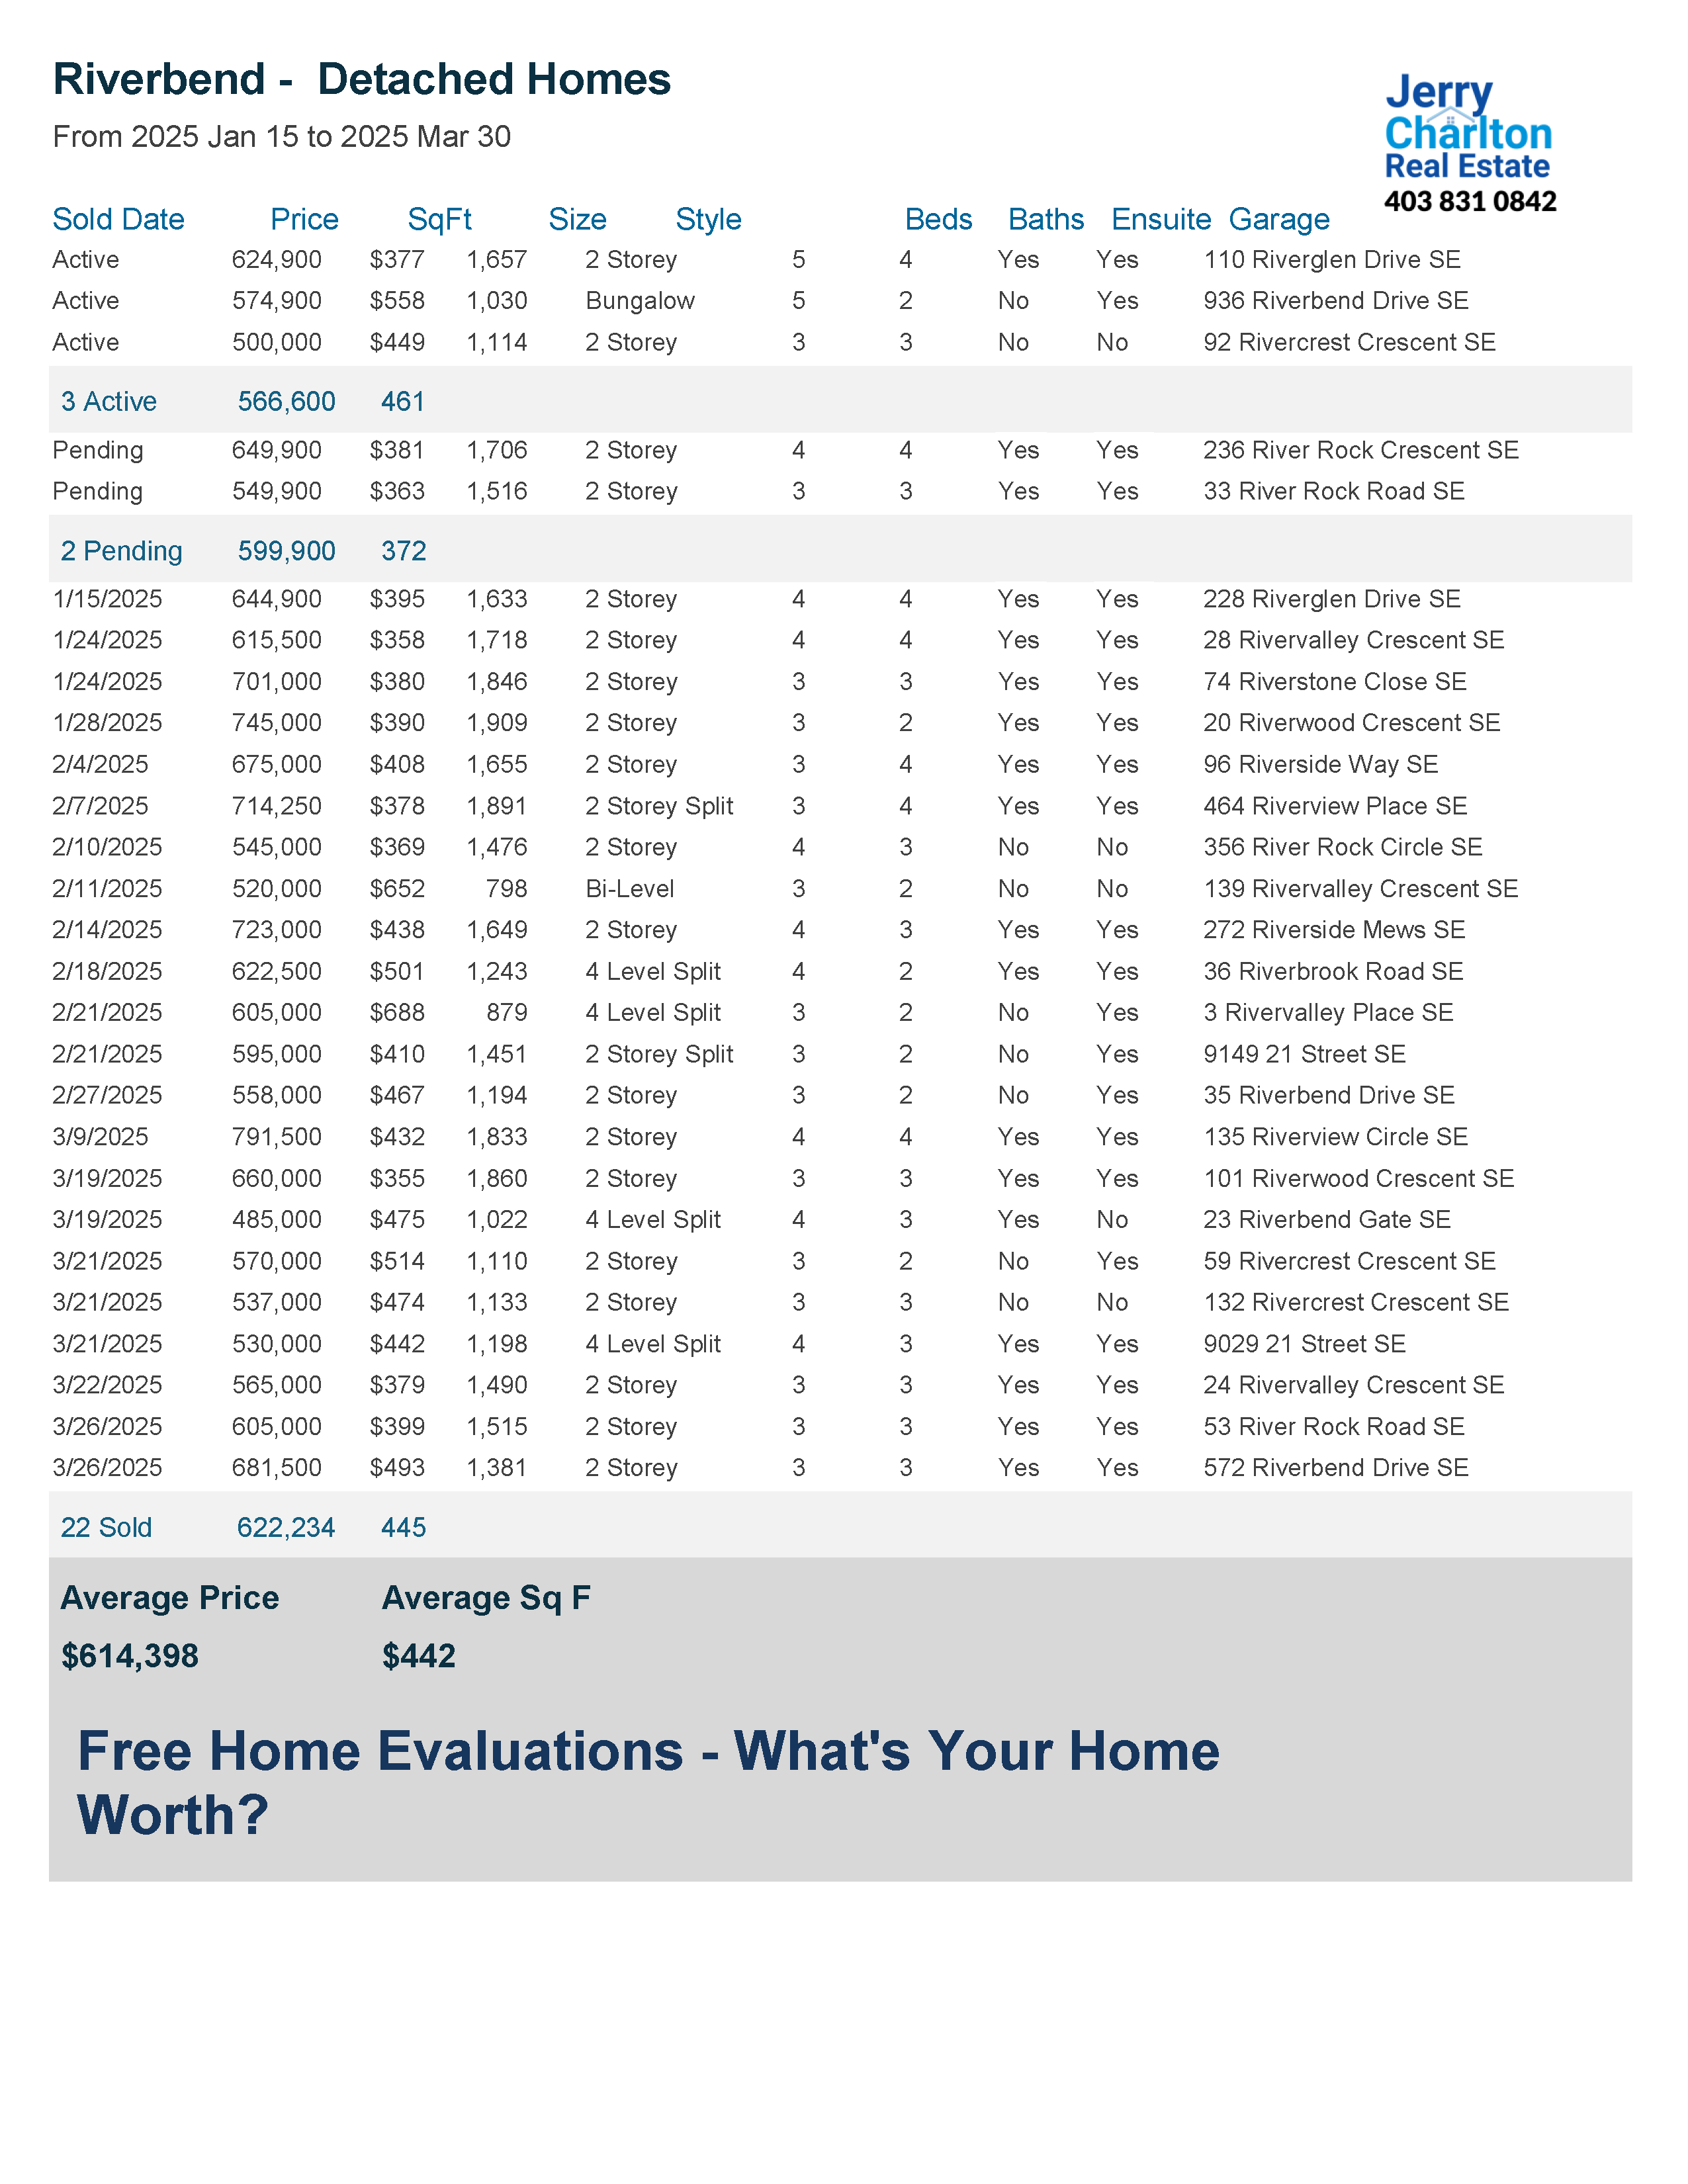 Riverbend - Detached Homes
From 2025 Jan 15 to 2025 Mar 30
Jerry
Charlton
Real Estate
403 831 0842
Sold Date Price SqFt Size Style Beds Baths Ensuite Garage
Active 624,900 $377 1,657 2 Storey 5 4 Yes Yes 110 Riverglen Drive SE
Active 574,900 $558 1,030 Bungalow 5 2 No Yes 936 Riverbend Drive SE
Active 500,000 $449 1,114 2 Storey 3 3 No No 92 Rivercrest Crescent SE
3 Active 566,600 461
Pending 649,900 $381 1,706 2 Storey 4 4 Yes Yes 236 River Rock Crescent SE
Pending 549,900 $363 1,516 2 Storey 3 3 Yes Yes 33 River Rock Road SE
2 Pending 599,900 372
1/15/2025 644,900 $395 1,633 2 Storey 4 4 Yes Yes 228 Riverglen Drive SE
1/24/2025 615,500 $358 1,718 2 Storey 4 4 Yes Yes 28 Rivervalley Crescent SE
1/24/2025 701,000 $380 1,846 2 Storey 3 3 Yes Yes 74 Riverstone Close SE
1/28/2025 745,000 $390 1,909 2 Storey 3 2 Yes Yes 20 Riverwood Crescent SE
2/4/2025 675,000 $408 1,655 2 Storey 3 4 Yes Yes 96 Riverside Way SE
2/7/2025 714,250 $378 1,891 2 Storey Split 3 4 Yes Yes 464 Riverview Place SE
2/10/2025 545,000 $369 1,476 2 Storey 4 3 No No 356 River Rock Circle SE
2/11/2025 520,000 $652 798 Bi-Level 3 2 No No 139 Rivervalley Crescent SE
2/14/2025 723,000 $438 1,649 2 Storey 4 3 Yes Yes 272 Riverside Mews SE
2/18/2025 622,500 $501 1,243 4 Level Split 4 2 Yes Yes 36 Riverbrook Road SE
2/21/2025 605,000 $688 879 4 Level Split 3 2 No Yes 3 Rivervalley Place SE
2/21/2025 595,000 $410 1,451 2 Storey Split 3 2 No Yes 9149 21 Street SE
2/27/2025 558,000 $467 1,194 2 Storey 3 2 No Yes 35 Riverbend Drive SE
3/9/2025 791,500 $432 1,833 2 Storey 4 4 Yes Yes 135 Riverview Circle SE
3/19/2025 660,000 $355 1,860 2 Storey 3 3 Yes Yes 101 Riverwood Crescent SE
3/19/2025 485,000 $475 1,022 4 Level Split 4 3 Yes No 23 Riverbend Gate SE
3/21/2025 570,000 $514 1,110 2 Storey 3 2 No Yes 59 Rivercrest Crescent SE
3/21/2025 537,000 $474 1,133 2 Storey 3 3 No No 132 Rivercrest Crescent SE
3/21/2025 530,000 $442 1,198 4 Level Split 4 3 Yes Yes 9029 21 Street SE
3/22/2025 565,000 $379 1,490 2 Storey 3 3 Yes Yes 24 Rivervalley Crescent SE
3/26/2025 605,000 $399 1,515 2 Storey 3 3 Yes Yes 53 River Rock Road SE
3/26/2025 681,500 $493 1,381 2 Storey 3 3 Yes Yes 572 Riverbend Drive SE
22 Sold 622,234 445
Average Price Average Sq F
$614,398 $442
Free Home Evaluations - What's Your Home
Worth?